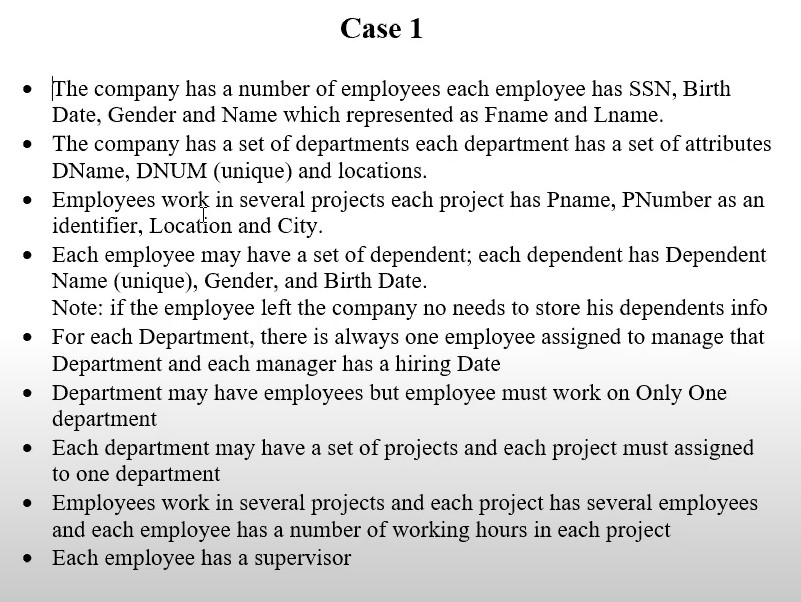 Case 1
• The company has a number of employees each employee has SSN, Birth
Date, Gender and Name which represented as Fname and Lname.
• The company has a set of departments each department has a set of attributes
DName, DNUM (unique) and locations.
• Employees work in several projects each project has Pname, PNumber as an
identifier, Location and City.
• Each employee may have a set of dependent; each dependent has Dependent
Name (unique), Gender, and Birth Date.
Note: if the employee left the company no needs to store his dependents info
• For each Department, there is always one employee assigned to manage that
Department and each manager has a hiring Date
• Department may have employees but employee must work on Only One
department
• Each department may have a set of projects and each project must assigned
to one department
• Employees work in several projects and each project has several employees
and each employee has a number of working hours in each project
• Each employee has a supervisor